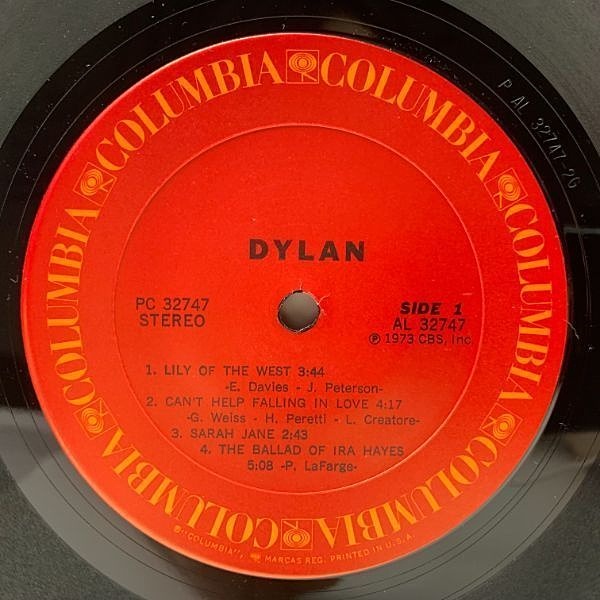 COLUMBIA COLUMBIA COLUMBIA COLUMBIA COLUMBIA COLUMBIA
P AL 32747-2G
DYLAN
PC 32747
STEREO
SIDE 1
AL 32747
℗ 1973 CBS, Inc.
1. LILY OF THE WEST 3:44
-E. Davies - J. Peterson-
2. CAN'T HELP FALLING IN LOVE 4:17
-G. Weiss - H. Peretti - L. Creatore-
3. SARAH JANE 2:43
4. THE BALLAD OF IRA HAYES
5:08 -P. LaFarge-
® "COLUMBIA", MARCAS REG. PRINTED IN U.S.A.